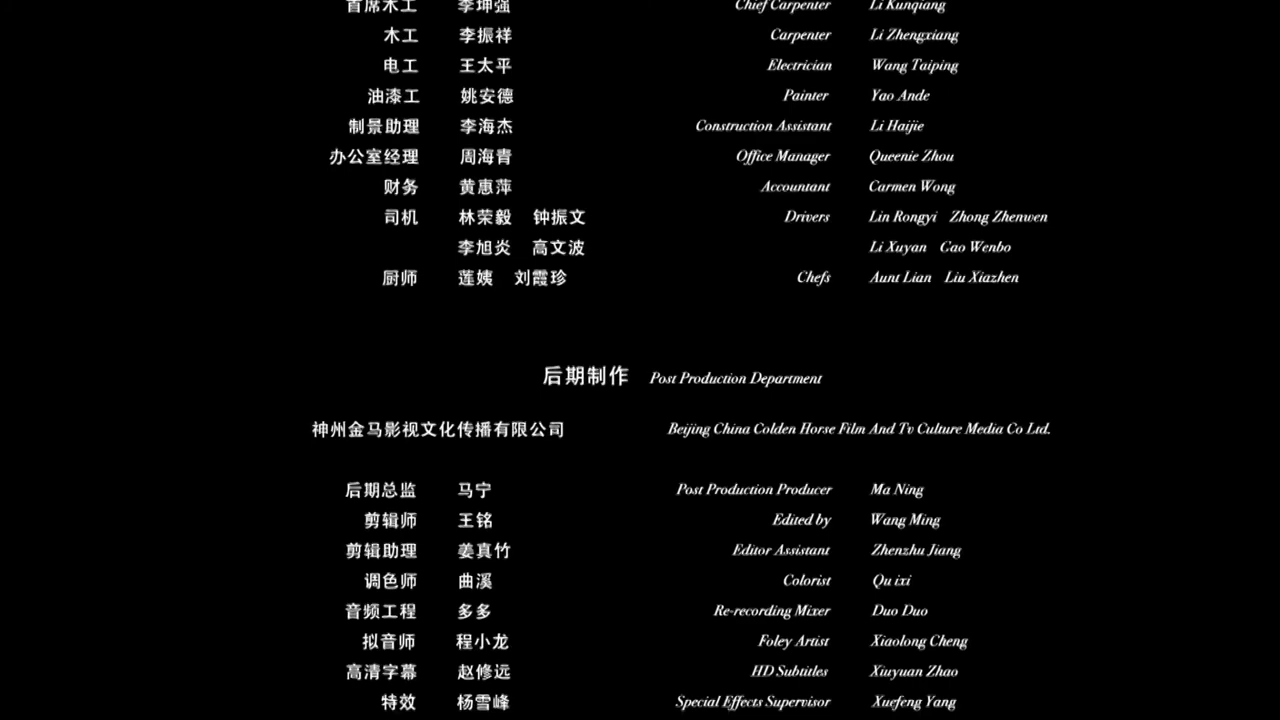 首席木工 李坤强 Chief Carpenter Li Kunqiang
木工 李振祥 Carpenter Li Zhengxiang
电工 王太平 Electrician Wang Taiping
油漆工 姚安德 Painter Yao Ande
制景助理 李海杰 Construction Assistant Li Haijie
办公室经理 周海青 Office Manager Queenie Zhou
财务 黄惠萍 Accountant Carmen Wong
司机 林荣毅 钟振文 Drivers Lin Rongyi Zhong Zhenwen
李旭炎 高文波 Li Xuyan Gao Wenbo
厨师 莲姨 刘霞珍 Chefs Aunt Lian Liu Xiazhen
后期制作 Post Production Department
神州金马影视文化传播有限公司 Beijing China Golden Horse Film And Tv Culture Media Co Ltd.
后期总监 马宁 Post Production Producer Ma Ning
剪辑师 王铭 Edited by Wang Ming
剪辑助理 姜真竹 Editor Assistant Zhenzhu Jiang
调色师 曲溪 Colorist Qu ixi
音频工程 多多 Re-recording Mixer Duo Duo
拟音师 程小龙 Foley Artist Xiaolong Cheng
高清字幕 赵修远 HD Subtitles Xiuyuan Zhao
特效 杨雪峰 Special Effects Supervisor Xuefeng Yang